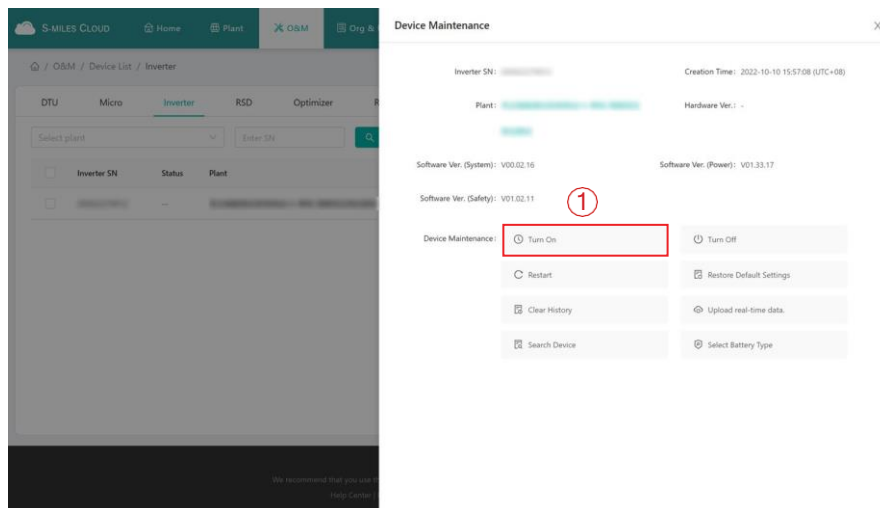 S-MILES CLOUD Home Plant O&M Org &
/ O&M / Device List / Inverter
DTU Micro Inverter RSD Optimizer R
Select plant Enter SN
Inverter SN Status Plant
--
We recommend that you use th
Help Center |
Device Maintenance X
Inverter SN: Creation Time: 2022-10-10 15:57:08 (UTC+08)
Plant: Hardware Ver.: -
Software Ver. (System): V00.02.16 Software Ver. (Power): V01.33.17
Software Ver. (Safety): V01.02.11
1
Device Maintenance: Turn On Turn Off
Restart Restore Default Settings
Clear History Upload real-time data.
Search Device Select Battery Type